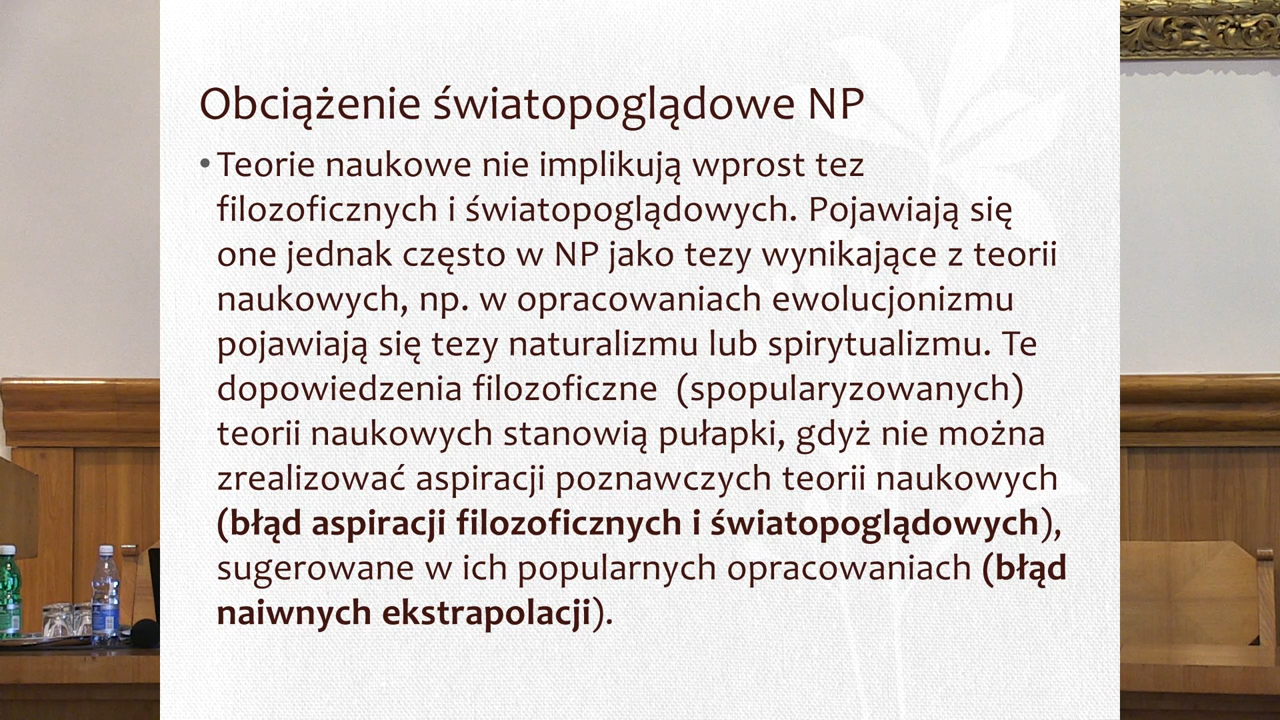 Obciążenie światopoglądowe NP
• Teorie naukowe nie implikują wprost tez
filozoficznych i światopoglądowych. Pojawiają się
one jednak często w NP jako tezy wynikające z teorii
naukowych, np. w opracowaniach ewolucjonizmu
pojawiają się tezy naturalizmu lub spirytualizmu. Te
dopowiedzenia filozoficzne (spopularyzowanych)
teorii naukowych stanowią pułapki, gdyż nie można
zrealizować aspiracji poznawczych teorii naukowych
(błąd aspiracji filozoficznych i światopoglądowych),
sugerowane w ich popularnych opracowaniach (błąd
naiwnych ekstrapolacji).